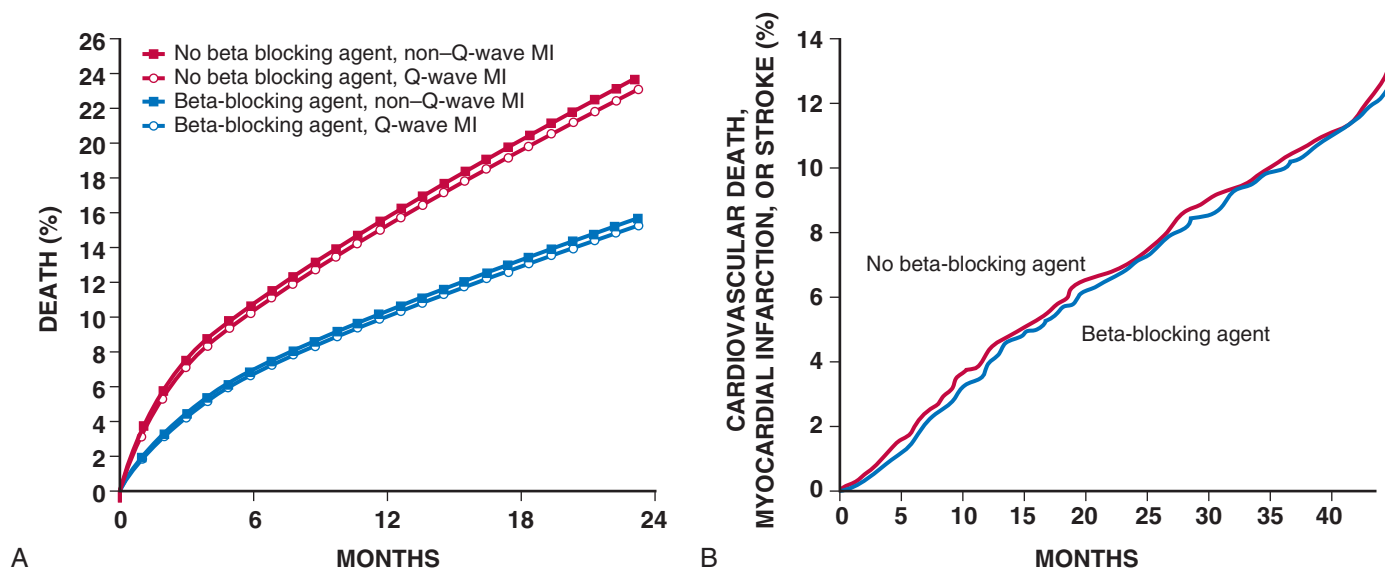 26
24
22
20
18
16
14
12
10
8
6
4
2
0
DEATH (%)
No beta blocking agent, non–Q-wave MI
No beta blocking agent, Q-wave MI
Beta-blocking agent, non–Q-wave MI
Beta-blocking agent, Q-wave MI
0 6 12 18 24
MONTHS
A
CARDIOVASCULAR DEATH,
MYOCARDIAL INFARCTION, OR STROKE (%)
14
12
10
8
6
4
2
0
No beta-blocking agent
Beta-blocking agent
0 5 10 15 20 25 30 35 40
MONTHS
B